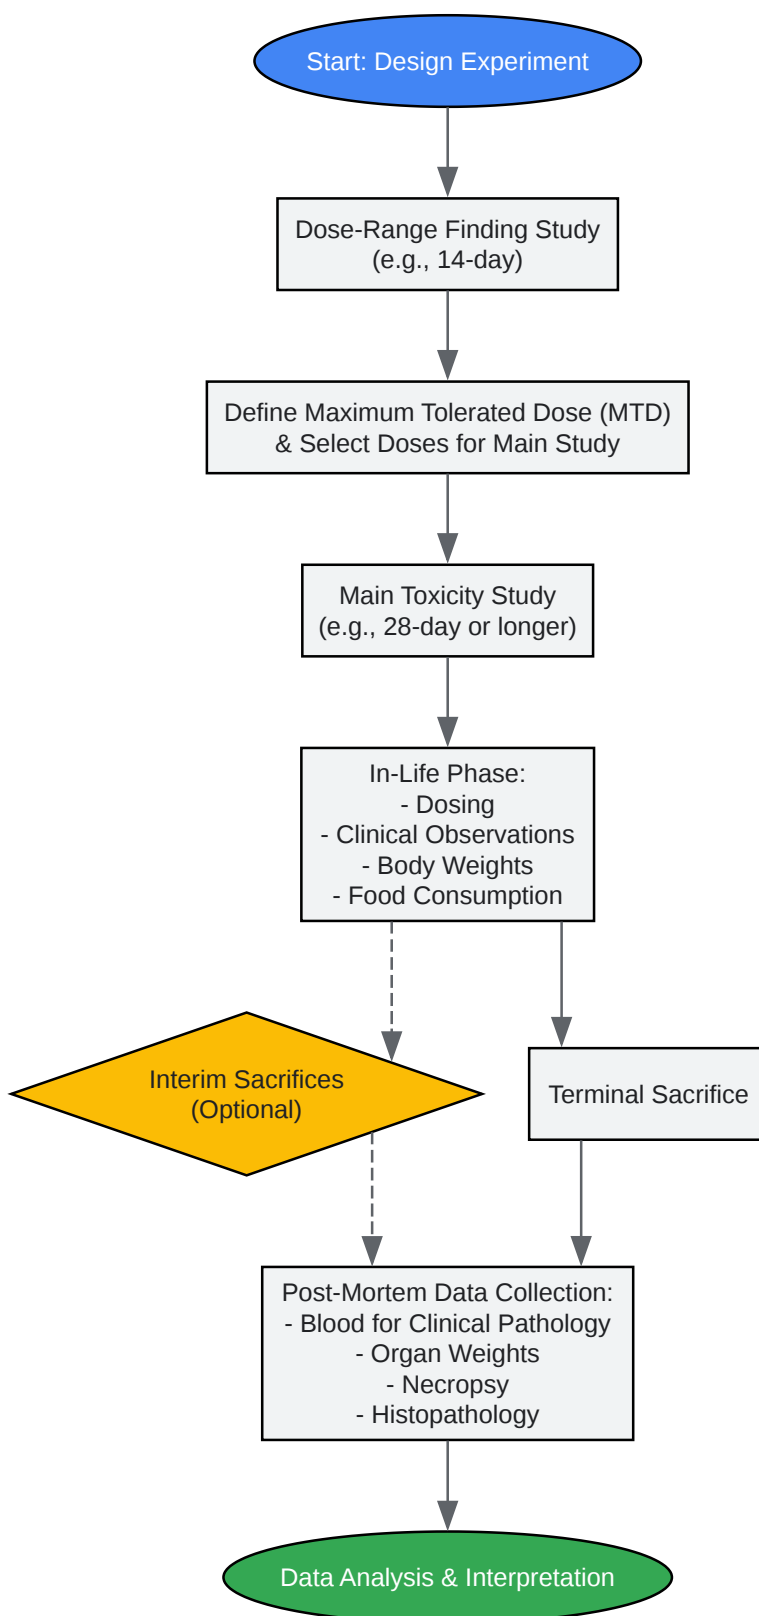 Start: Design Experiment
Dose-Range Finding Study
(e.g., 14-day)
Define Maximum Tolerated Dose (MTD)
& Select Doses for Main Study
Main Toxicity Study
(e.g., 28-day or longer)
In-Life Phase:
- Dosing
- Clinical Observations
- Body Weights
- Food Consumption
Interim Sacrifices
(Optional)
Terminal Sacrifice
Post-Mortem Data Collection:
- Blood for Clinical Pathology
- Organ Weights
- Necropsy
- Histopathology
Data Analysis & Interpretation